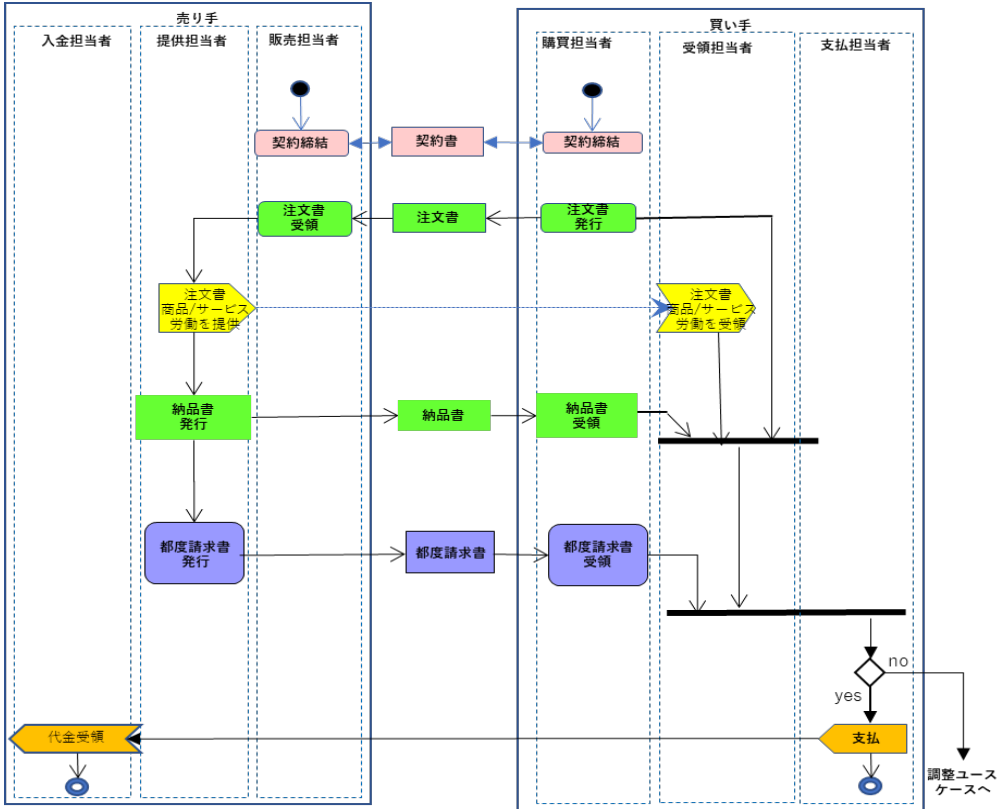 売り手
買い手
入金担当者
提供担当者
販売担当者
購買担当者
受領担当者
支払担当者
契約締結
契約書
契約締結
注文書
受領
注文書
注文書
発行
注文書
商品/サービス
労働を提供
注文書
商品/サービス
労働を受領
納品書
発行
納品書
納品書
受領
都度請求書
発行
都度請求書
都度請求書
受領
no
yes
代金受領
支払
調整ユース
ケースへ